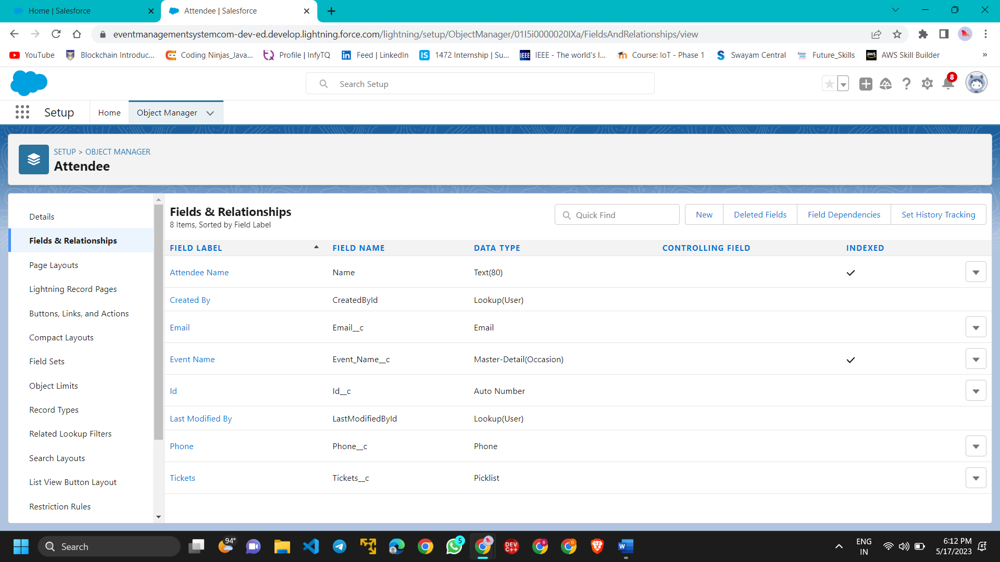 Home | Salesforce
Attendee | Salesforce
eventmanagementsystemcom-dev-ed.develop.lightning.force.com/lightning/setup/ObjectManager/01I5i0000020IXa/FieldsAndRelationships/view
YouTube
Blockchain Introduc...
Coding Ninjas_Java...
Profile | InfyTQ
Feed | LinkedIn
1472 Internship | Su...
IEEE - The world's l...
Course: IoT - Phase 1
Swayam Central
Future_Skills
AWS Skill Builder
»
Search Setup
8
Setup
Home
Object Manager
SETUP > OBJECT MANAGER
Attendee
Details
Fields & Relationships
Page Layouts
Lightning Record Pages
Buttons, Links, and Actions
Compact Layouts
Field Sets
Object Limits
Record Types
Related Lookup Filters
Search Layouts
List View Button Layout
Restriction Rules
Fields & Relationships
8 Items, Sorted by Field Label
Quick Find
New
Deleted Fields
Field Dependencies
Set History Tracking
FIELD LABEL FIELD NAME DATA TYPE CONTROLLING FIELD INDEXED
Attendee Name Name Text(80)
Created By CreatedById Lookup(User)
Email Email__c Email
Event Name Event_Name__c Master-Detail(Occasion)
Id Id__c Auto Number
Last Modified By LastModifiedById Lookup(User)
Phone Phone__c Phone
Tickets Tickets__c Picklist
Search
94°
5
DEV C++
B
G
ENG
IN
6:12 PM
5/17/2023